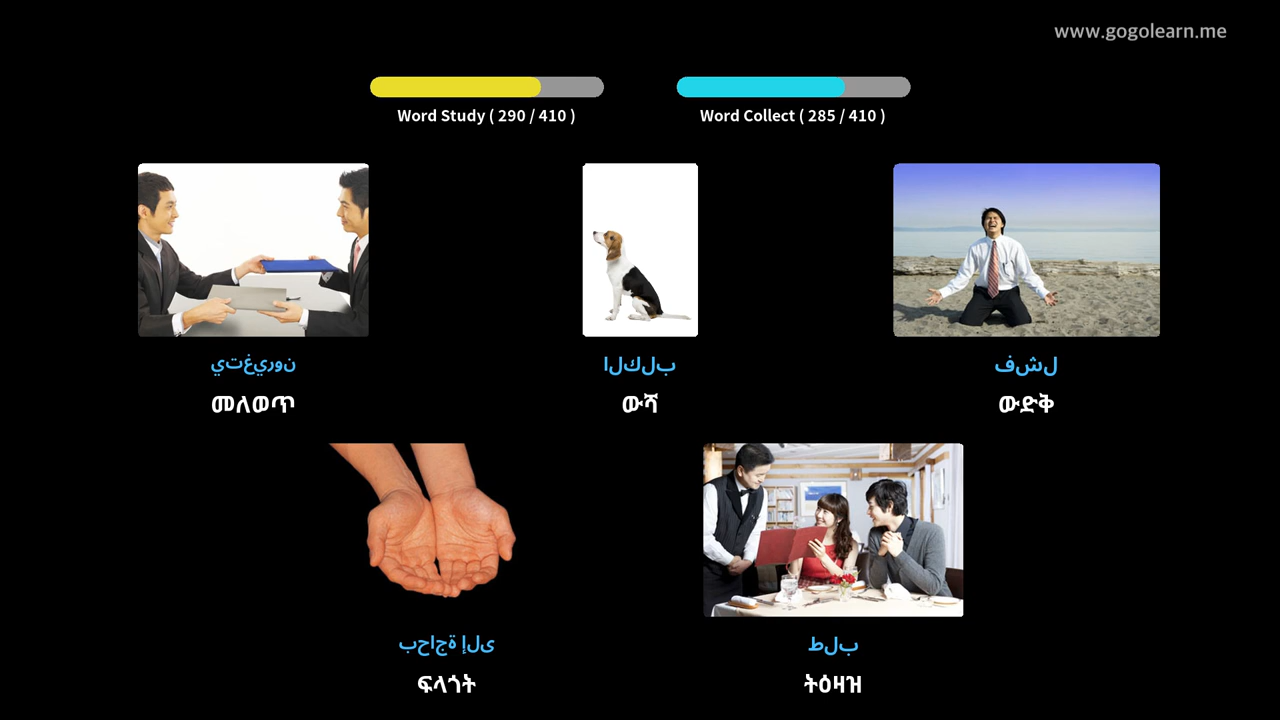 www.gogolearn.me
Word Study ( 290 / 410 )
Word Collect ( 285 / 410 )
يتغيرون
መለወጥ
الكلب
ውሻ
فشل
ውድቅ
بحاجة إلى
ፍላጎት
طلب
ትዕዛዝ